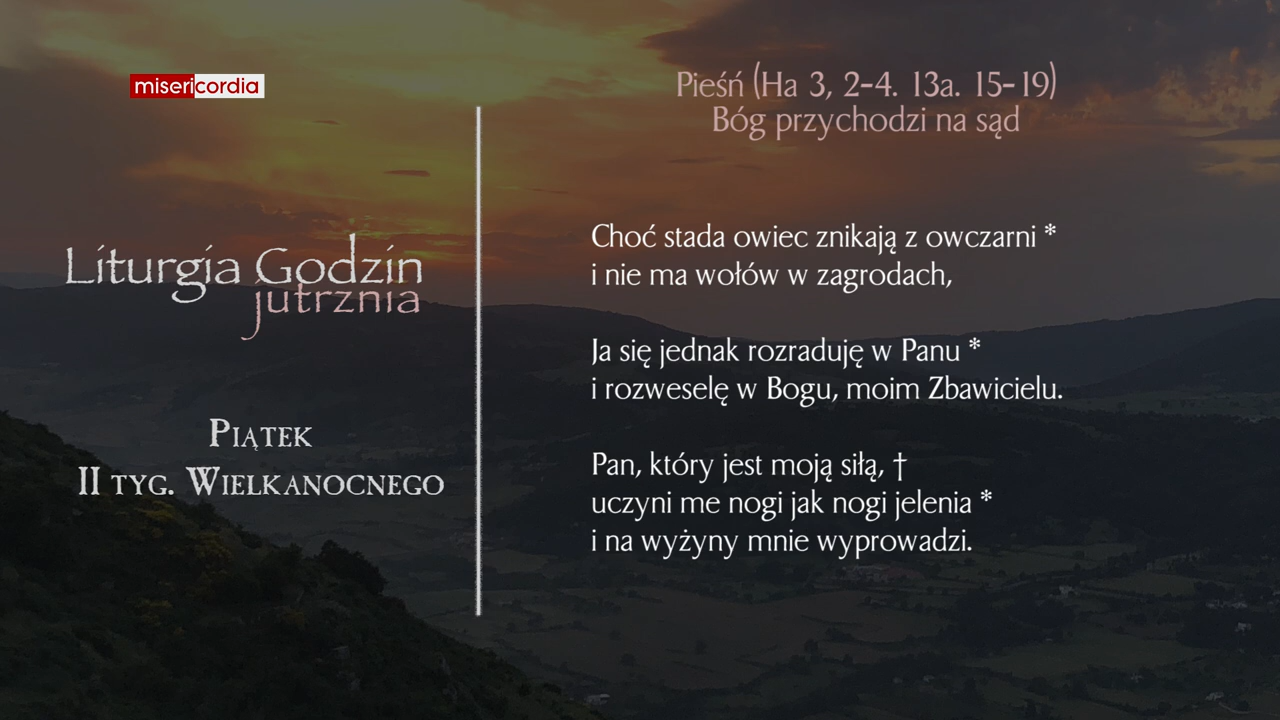 misericordia
Liturgia Godzin
jutrznia
Piątek
II tyg. Wielkanocnego
Pieśń (Ha 3, 2-4. 13a. 15-19)
Bóg przychodzi na sąd
Choć stada owiec znikają z owczarni *
i nie ma wołów w zagrodach,
Ja się jednak rozraduję w Panu *
i rozweselę w Bogu, moim Zbawicielu.
Pan, który jest moją siłą, †
uczyni me nogi jak nogi jelenia *
i na wyżyny mnie wyprowadzi.